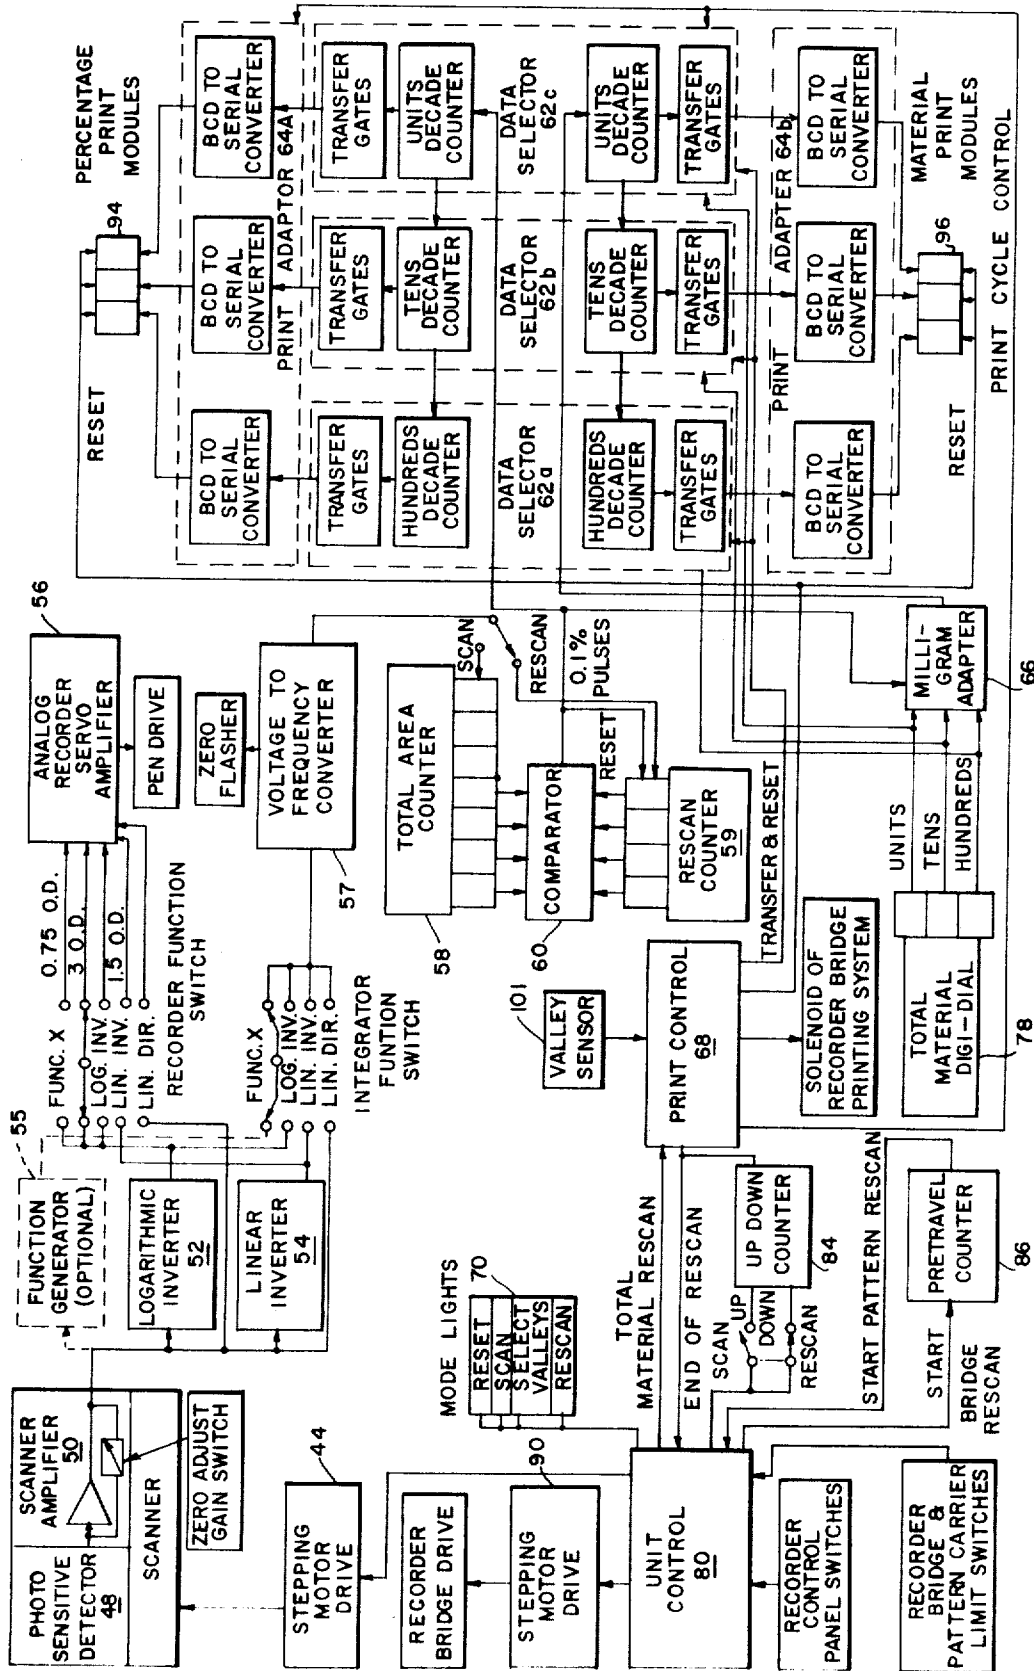 PHOTO
SENSITIVE
DETECTOR
48
SCANNER
AMPLIFIER
50
SCANNER
ZERO ADJUST
GAIN SWITCH
55
FUNCTION
GENERATOR
(OPTIONAL)
LOGARITHMIC
INVERTER
52
LINEAR
INVERTER
54
FUNC. X
LOG. INV.
LIN. INV.
LIN. DIR.
RECORDER FUNCTION
SWITCH
0.75 O.D.
3 O.D.
1.5 O.D.
FUNC. X
LOG. INV.
LIN. INV.
LIN. DIR.
INTEGRATOR
FUNTION
SWITCH
ANALOG
RECORDER
SERVO
AMPLIFIER
56
PEN DRIVE
ZERO
FLASHER
VOLTAGE TO
FREQUENCY
CONVERTER
57
SCAN
RESCAN
TOTAL AREA
COUNTER
58
COMPARATOR
60
0.1%
PULSES
RESET
RESCAN
COUNTER
59
STEPPING
MOTOR
DRIVE
44
RECORDER
BRIDGE DRIVE
STEPPING
MOTOR DRIVE
90
UNIT
CONTROL
80
RECORDER
CONTROL
PANEL SWITCHES
RECORDER
BRIDGE &
PATTERN CARRIER
LIMIT SWITCHES
MODE LIGHTS
70
RESET
SCAN
SELECT
VALLEYS
RESCAN
TOTAL
MATERIAL RESCAN
END OF RESCAN
SCAN
UP
DOWN
RESCAN
UP DOWN
COUNTER
84
START PATTERN RESCAN
START
BRIDGE
RESCAN
PRETRAVEL
COUNTER
86
101
VALLEY
SENSOR
PRINT CONTROL
68
TRANSFER & RESET
SOLENOID OF
RECORDER BRIDGE
PRINTING SYSTEM
TOTAL
MATERIAL
DIGI-DIAL
78
UNITS
TENS
HUNDREDS
MILLI-
GRAM
ADAPTER
66
PERCENTAGE
PRINT
MODULES
94
RESET
BCD TO
SERIAL
CONVERTER
BCD TO
SERIAL
CONVERTER
BCD TO
SERIAL
CONVERTER
PRINT ADAPTOR 64A
TRANSFER
GATES
TRANSFER
GATES
TRANSFER
GATES
HUNDREDS
DECADE
COUNTER
TENS
DECADE
COUNTER
UNITS
DECADE
COUNTER
DATA
SELECTOR
62a
DATA
SELECTOR
62b
DATA
SELECTOR
62c
HUNDREDS
DECADE
COUNTER
TENS
DECADE
COUNTER
UNITS
DECADE
COUNTER
TRANSFER
GATES
TRANSFER
GATES
TRANSFER
GATES
PRINT ADAPTER 64b
BCD TO
SERIAL
CONVERTER
BCD TO
SERIAL
CONVERTER
BCD TO
SERIAL
CONVERTER
RESET
MATERIAL
PRINT
MODULES
96
PRINT CYCLE CONTROL